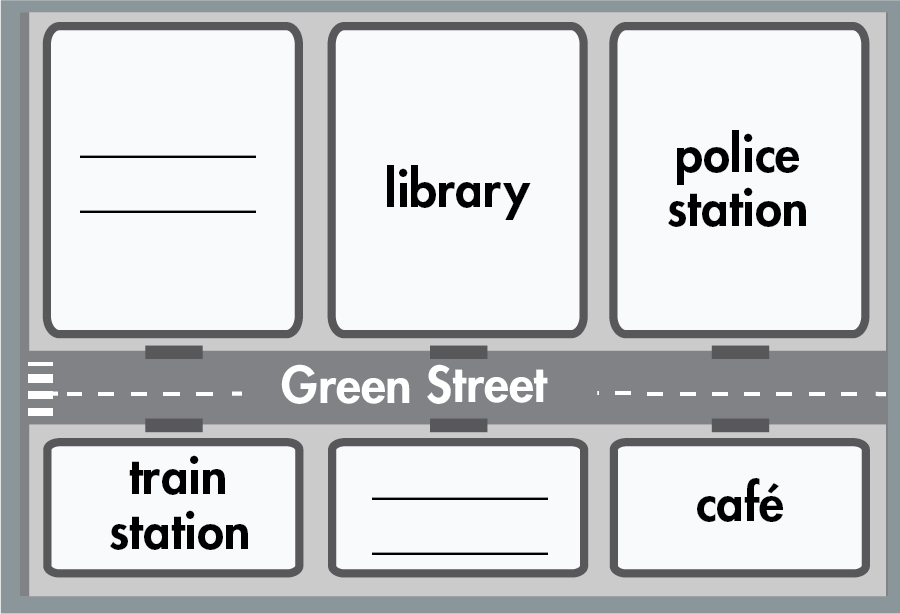 library
police
station
Green Street
train
station
café